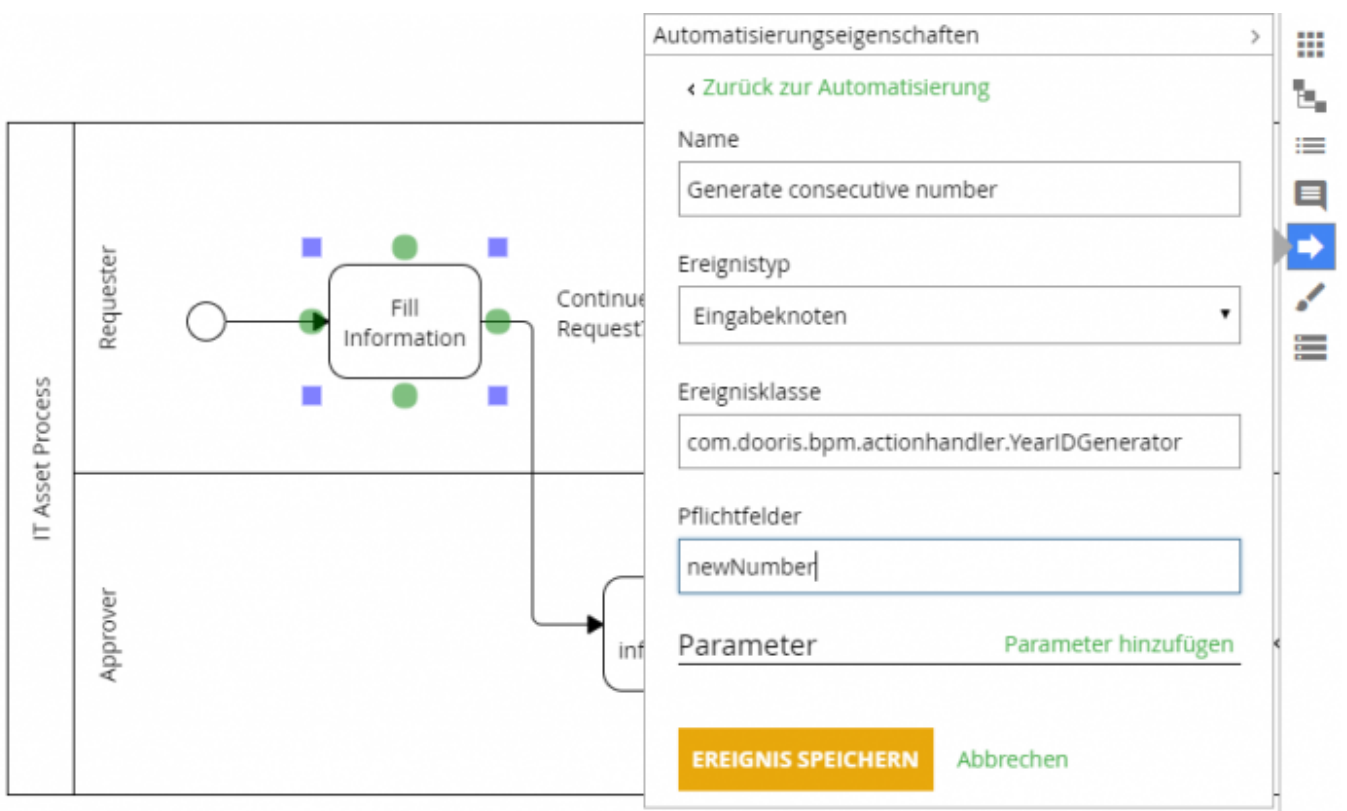 IT Asset Process
Requester
Fill
Information
Continue
Request?
Approver
inf
Automatisierungseigenschaften
Zurück zur Automatisierung
Name
Generate consecutive number
Ereignistyp
Eingabeknoten
Ereignisklasse
com.dooris.bpm.actionhandler.YearIDGenerator
Pflichtfelder
newNumber
Parameter Parameter hinzufügen
EREIGNIS SPEICHERN Abbrechen